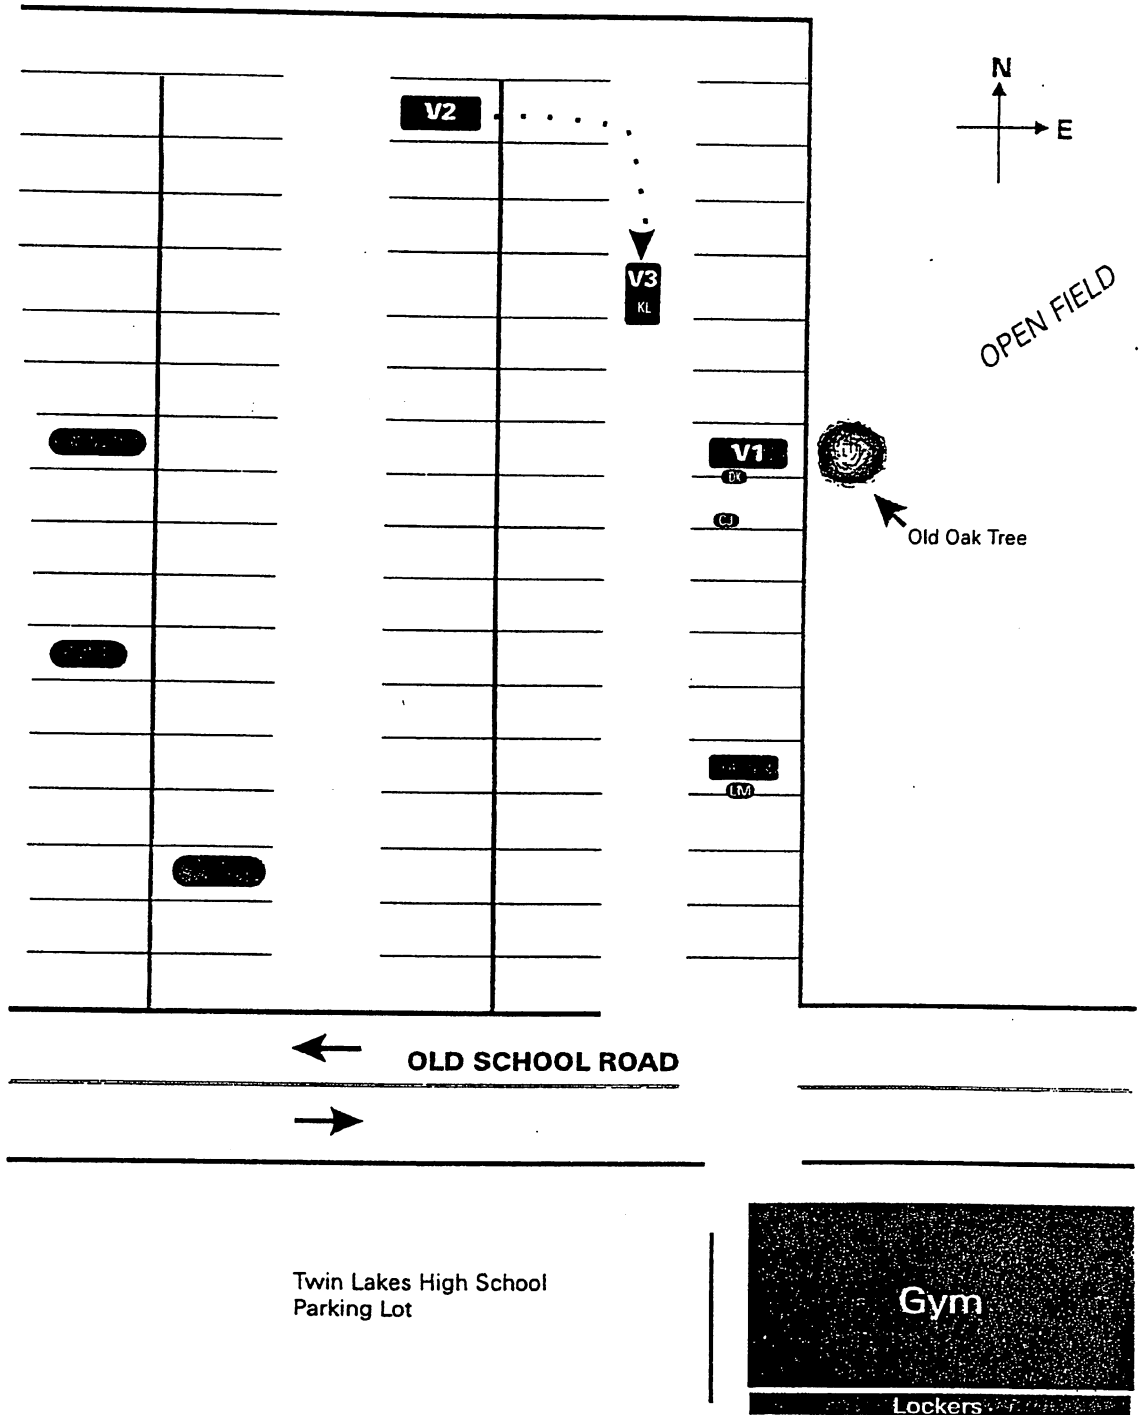 N
E
V2
V3
KL
OPEN FIELD
V1
DK
CJ
Old Oak Tree
LM
OLD SCHOOL ROAD
Twin Lakes High School
Parking Lot
Gym
Lockers